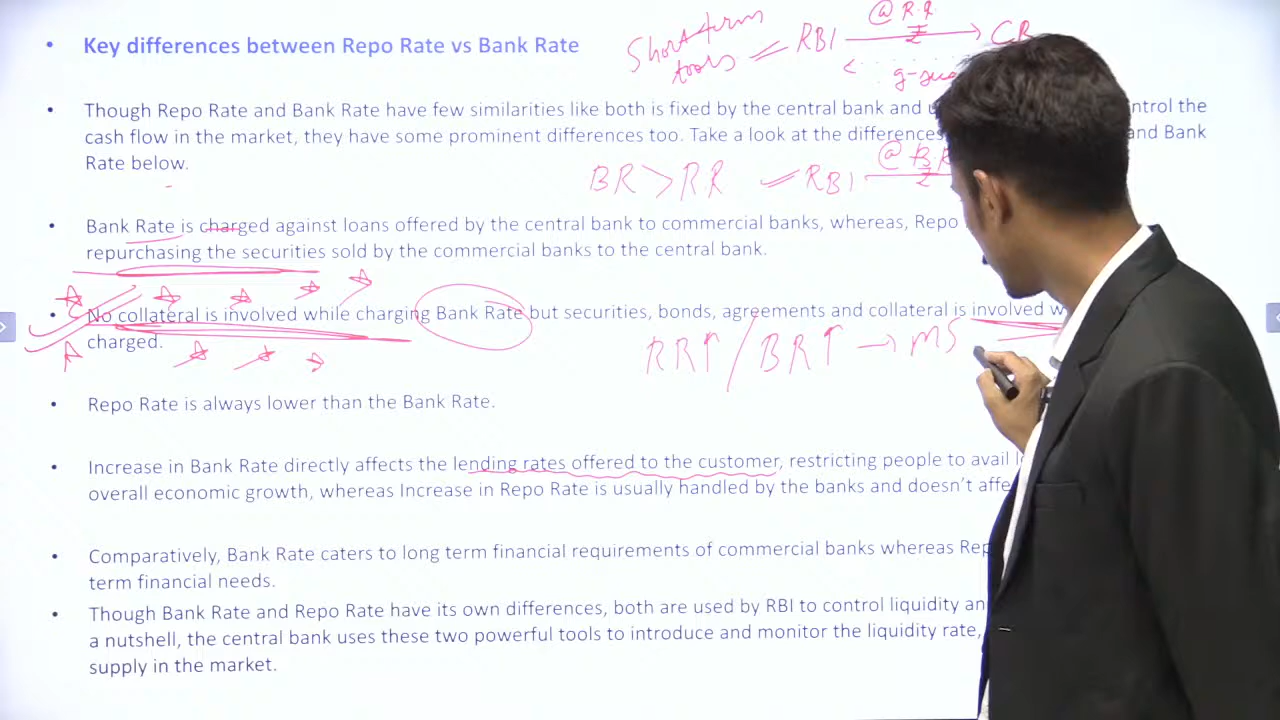 Short term
tools = RBI @ R.R CB
• Key differences between Repo Rate vs Bank Rate
• Though Repo Rate and Bank Rate have few similarities like both is fixed by the central bank and the
cash flow in the market, they have some prominent differences too. Take a look at the differences and Bank
Rate below.
BR > RR RBI @ B.R
• Bank Rate is charged against loans offered by the central bank to commercial banks, whereas, Repo
repurchasing the securities sold by the commercial banks to the central bank.
• No collateral is involved while charging Bank Rate but securities, bonds, agreements and collateral is involved
charged.
RR↑ / BR↑ → MS
• Repo Rate is always lower than the Bank Rate.
• Increase in Bank Rate directly affects the lending rates offered to the customer, restricting people to avail
overall economic growth, whereas Increase in Repo Rate is usually handled by the banks and doesn't
• Comparatively, Bank Rate caters to long term financial requirements of commercial banks whereas
term financial needs.
• Though Bank Rate and Repo Rate have its own differences, both are used by RBI to control liquidity
a nutshell, the central bank uses these two powerful tools to introduce and monitor the liquidity rate,
supply in the market.